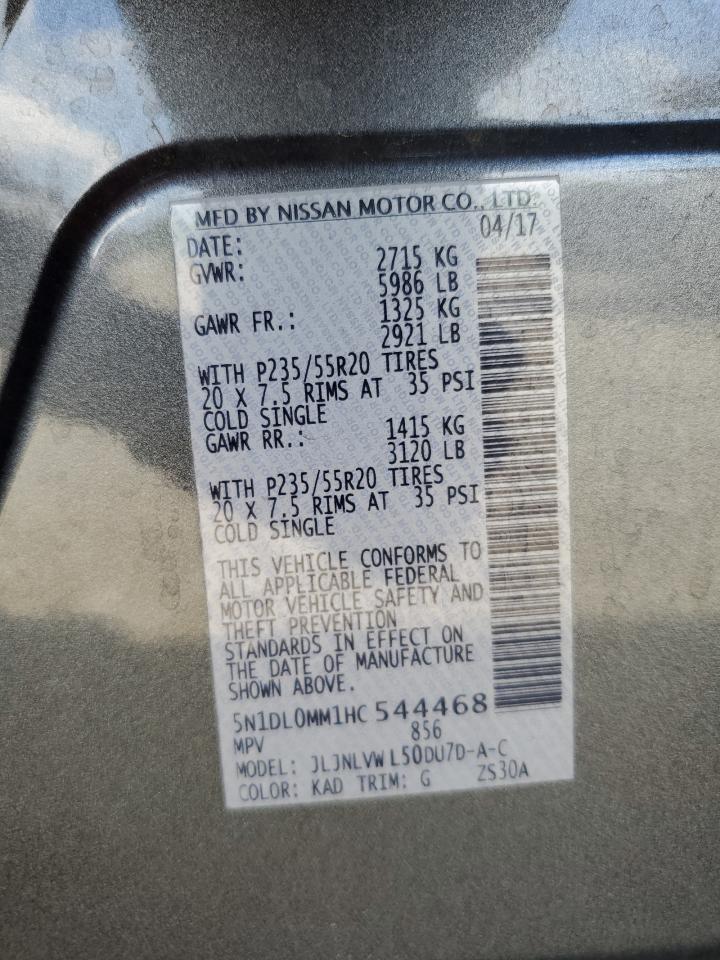 MFD BY NISSAN MOTOR CO., LTD.
DATE: 04/17
GVWR: 2715 KG
5986 LB
GAWR FR.: 1325 KG
2921 LB
WITH P235/55R20 TIRES
20 X 7.5 RIMS AT 35 PSI
COLD SINGLE
GAWR RR.: 1415 KG
3120 LB
WITH P235/55R20 TIRES
20 X 7.5 RIMS AT 35 PSI
COLD SINGLE
THIS VEHICLE CONFORMS TO
ALL APPLICABLE FEDERAL
MOTOR VEHICLE SAFETY AND
THEFT PREVENTION
STANDARDS IN EFFECT ON
THE DATE OF MANUFACTURE
SHOWN ABOVE.
5N1DL0MM1HC 544468
MPV 856
MODEL: JLJNLVW L50DU7D-A-C
COLOR: KAD TRIM: G ZS30A